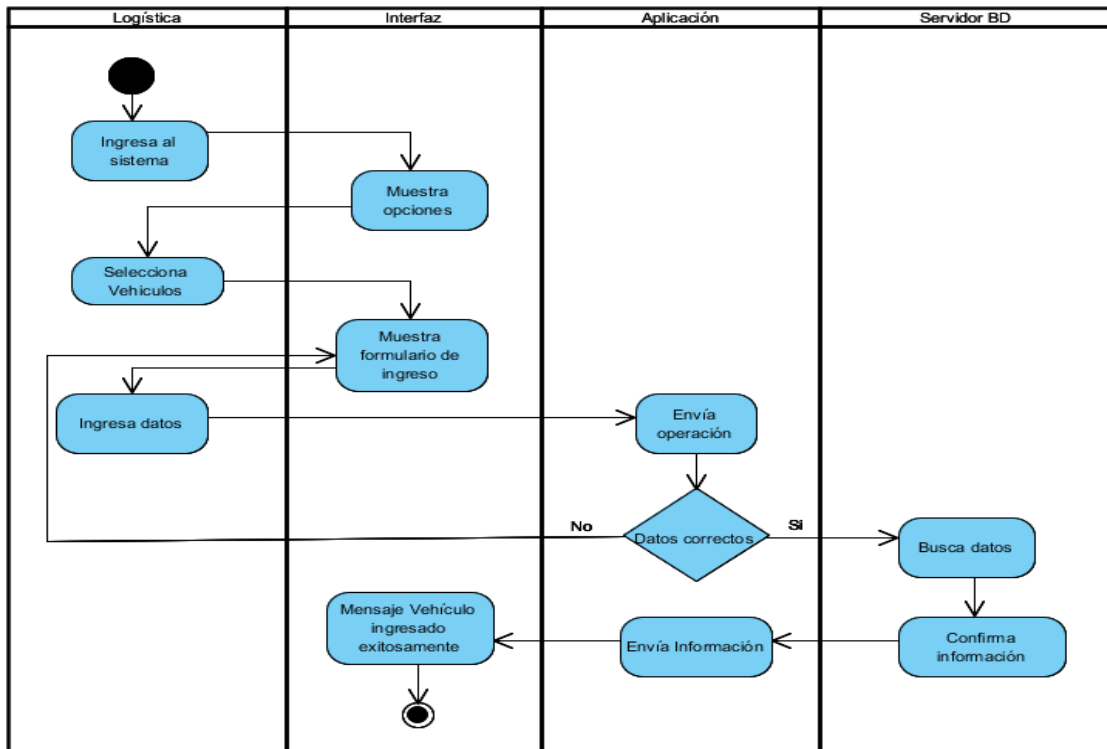 Logística
Interfaz
Aplicación
Servidor BD
Ingresa al
sistema
Muestra
opciones
Selecciona
Vehiculos
Muestra
formulario de
ingreso
Ingresa datos
Envía
operación
No
Datos correctos
Si
Busca datos
Mensaje Vehículo
ingresado
exitosamente
Envía Información
Confirma
información